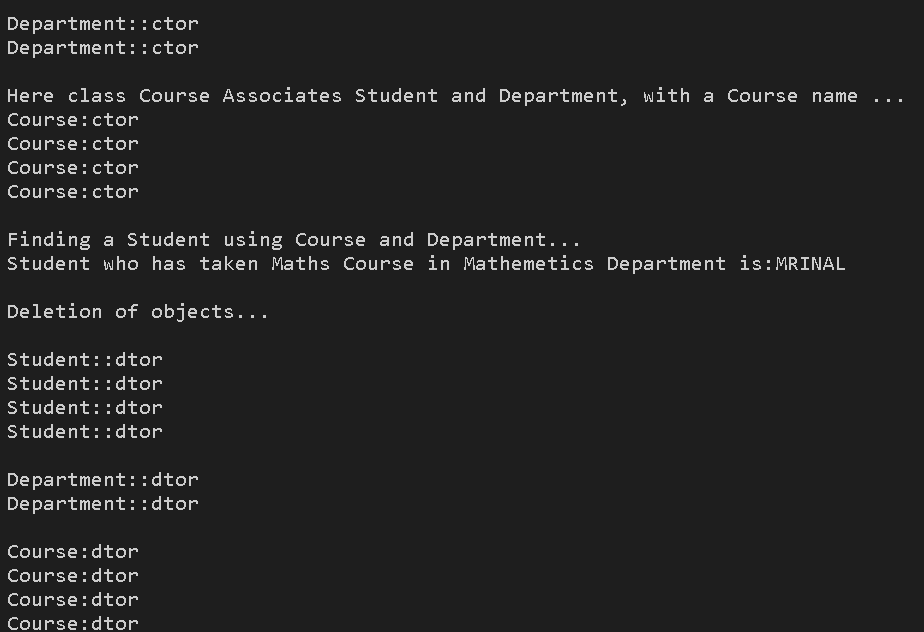 Department::ctor
Department::ctor
Here class Course Associates Student and Department, with a Course name ...
Course:ctor
Course:ctor
Course:ctor
Course:ctor
Finding a Student using Course and Department...
Student who has taken Maths Course in Mathemetics Department is:MRINAL
Deletion of objects...
Student::dtor
Student::dtor
Student::dtor
Student::dtor
Department::dtor
Department::dtor
Course:dtor
Course:dtor
Course:dtor
Course:dtor